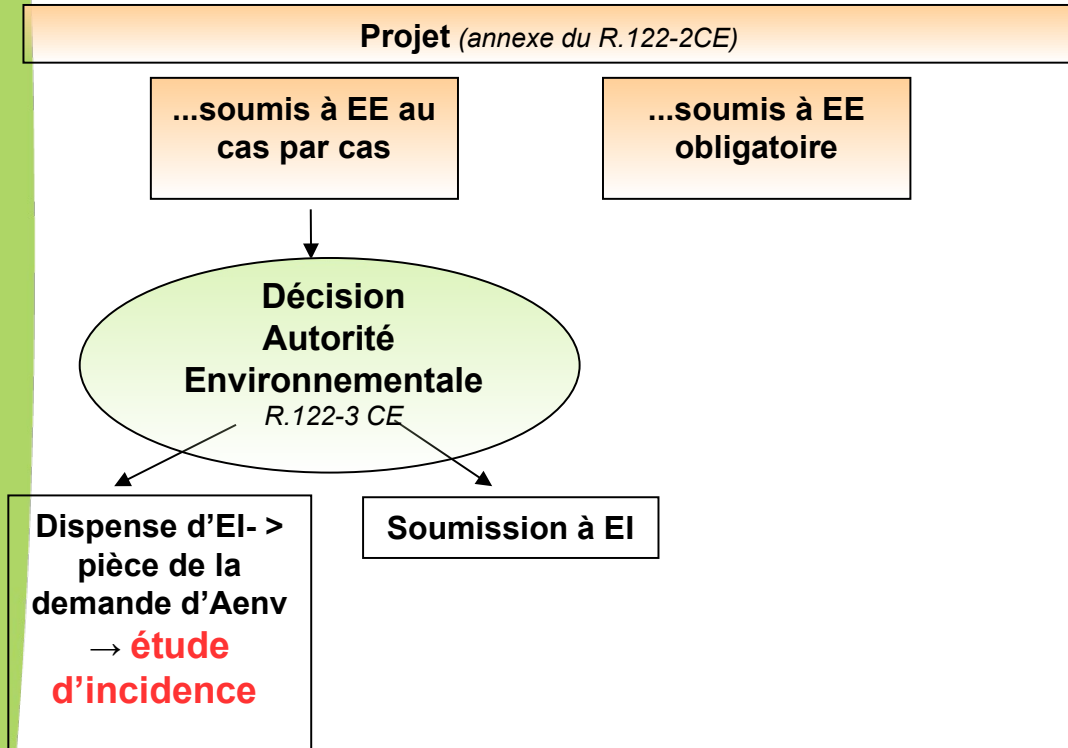 Projet (annexe du R.122-2CE)
...soumis à EE au
cas par cas
...soumis à EE
obligatoire
Décision
Autorité
Environnementale
R.122-3 CE
Dispense d’EI- >
pièce de la
demande d’Aenv
→ étude
d’incidence
Soumission à EI